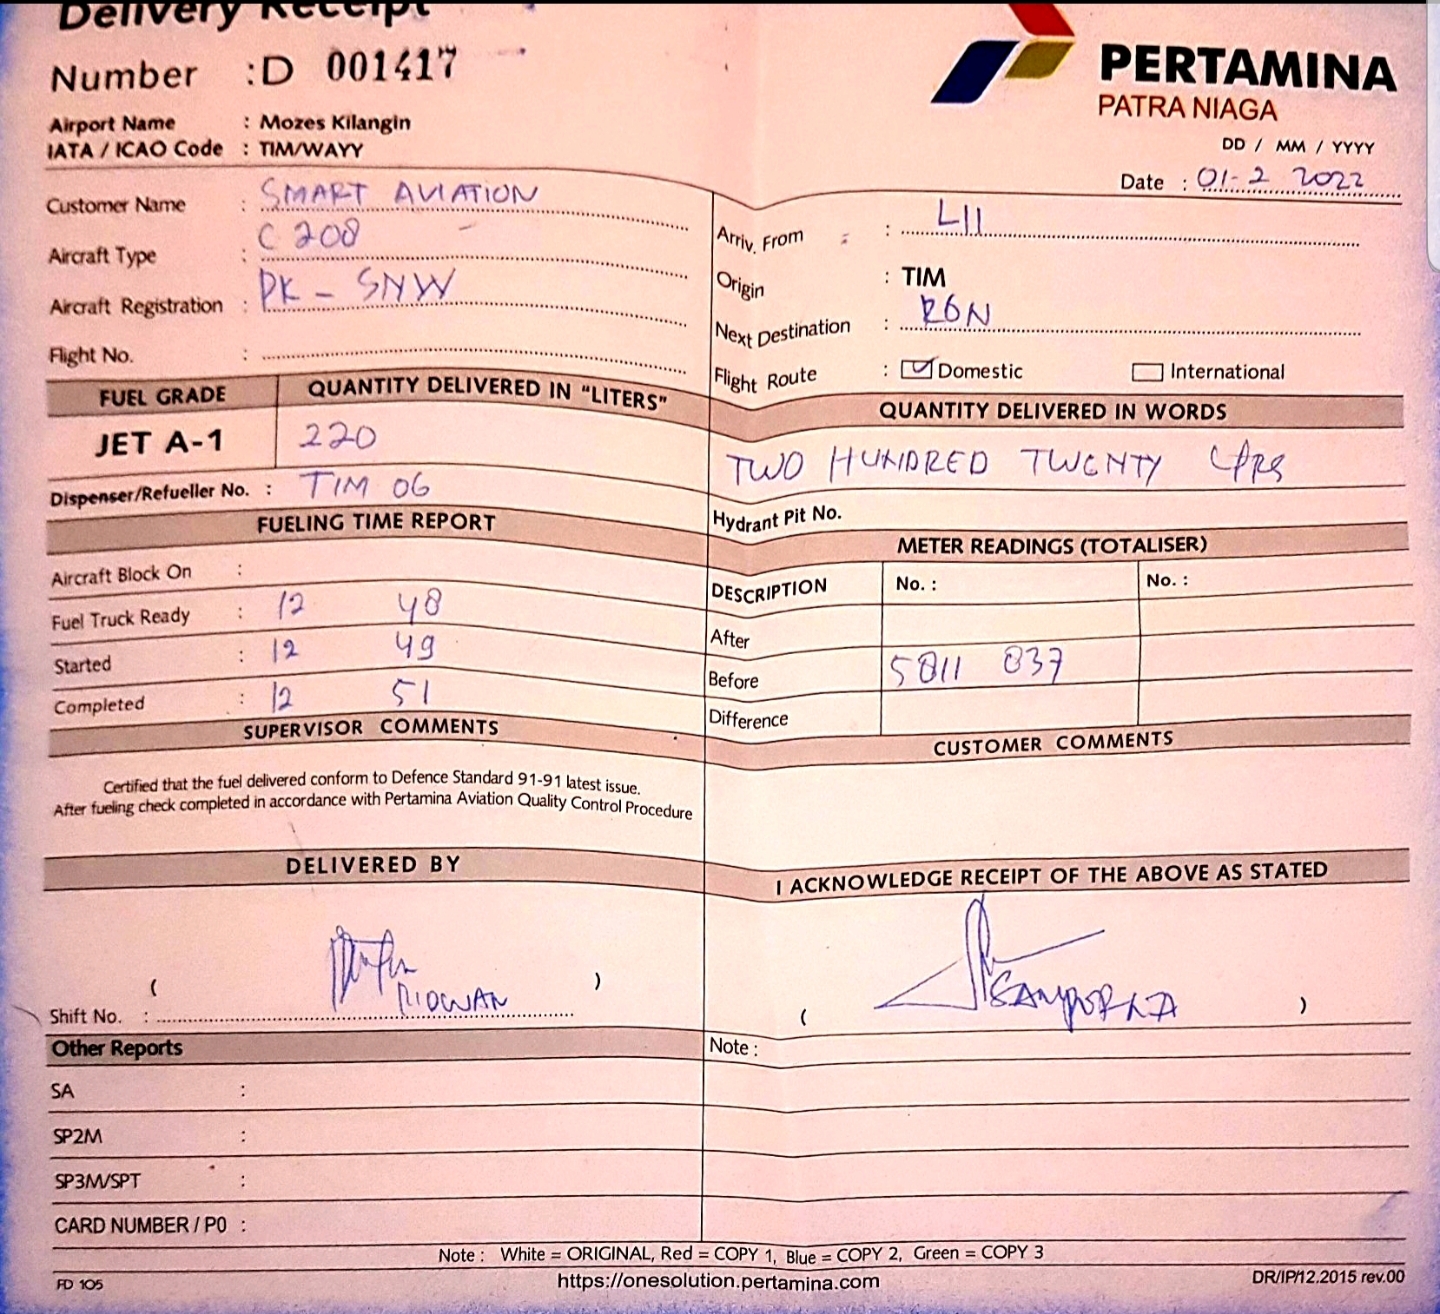 Delivery Receipt
Number : D 001417
PERTAMINA
PATRA NIAGA
Airport Name : Mozes Kilangin
IATA / ICAO Code : TIM/WAYY
DD / MM / YYYY
Date : 01-2 2022
Customer Name : SMART AVIATION
Aircraft Type : C 208
Aircraft Registration : PK - SNW
Flight No. :
Arriv. From : LII
Origin : TIM
Next Destination :
Flight Route : Domestic International
FUEL GRADE QUANTITY DELIVERED IN "LITERS"
QUANTITY DELIVERED IN WORDS
JET A-1 220
TWO HUNDRED TWENTY
Dispenser/Refueller No. : TIM 06
Hydrant Pit No.
FUELING TIME REPORT
METER READINGS (TOTALISER)
Aircraft Block On :
Fuel Truck Ready : 12 48
Started : 12 49
Completed : 12 51
DESCRIPTION No. : No. :
After
Before 5811 037
Difference
SUPERVISOR COMMENTS
CUSTOMER COMMENTS
Certified that the fuel delivered conform to Defence Standard 91-91 latest issue.
After fueling check completed in accordance with Pertamina Aviation Quality Control Procedure
DELIVERED BY
I ACKNOWLEDGE RECEIPT OF THE ABOVE AS STATED
( RIDWAN )
Shift No. :
( SAMPORNA )
Other Reports
Note :
SA :
SP2M :
SP3M/SPT :
CARD NUMBER / P0 :
Note : White = ORIGINAL, Red = COPY 1, Blue = COPY 2, Green = COPY 3
FD 105
https://onesolution.pertamina.com
DR/IP/12.2015 rev.00